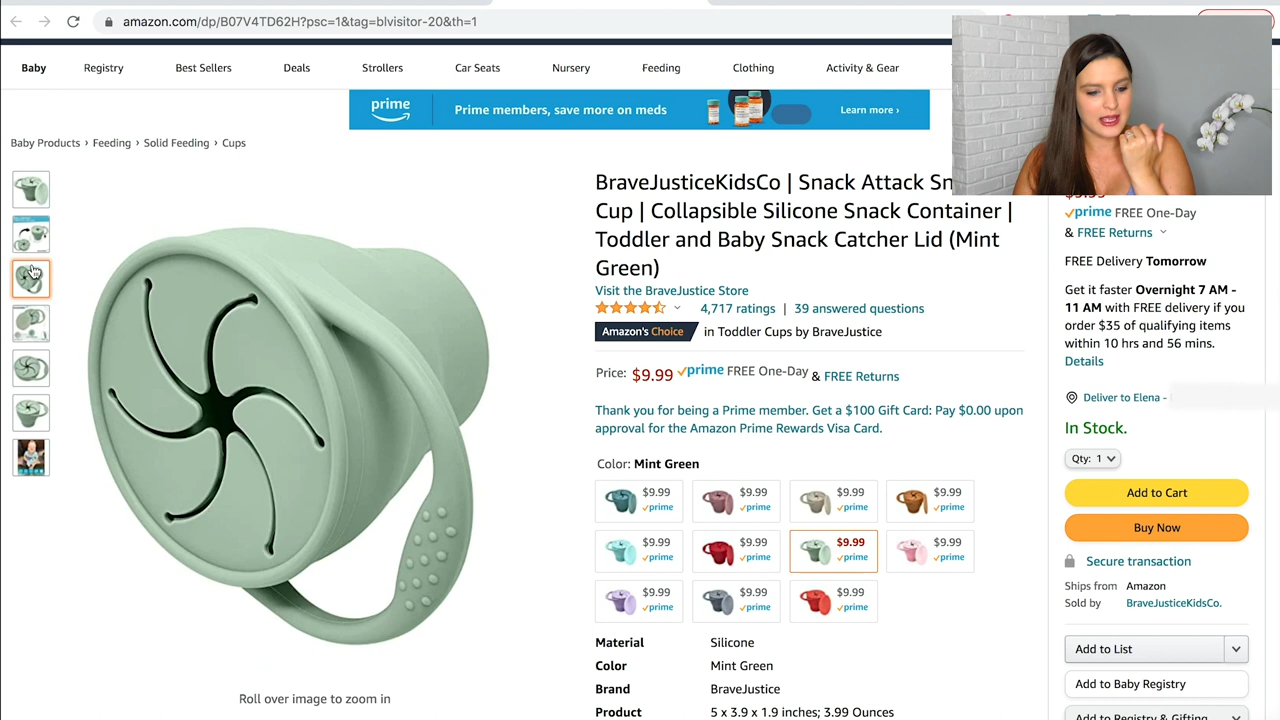 amazon.com/dp/B07V4TD62H?psc=1&tag=blvisitor-20&th=1
Baby
Registry
Best Sellers
Deals
Strollers
Car Seats
Nursery
Feeding
Clothing
Activity & Gear
prime
Prime members, save more on meds
Learn more ›
Baby Products › Feeding › Solid Feeding › Cups
BraveJusticeKidsCo | Snack Attack
Cup | Collapsible Silicone Snack Container |
Toddler and Baby Snack Catcher Lid (Mint
Green)
Visit the BraveJustice Store
4,717 ratings | 39 answered questions
Amazon's Choice in Toddler Cups by BraveJustice
Price: $9.99 prime FREE One-Day & FREE Returns
Thank you for being a Prime member. Get a $100 Gift Card: Pay $0.00 upon
approval for the Amazon Prime Rewards Visa Card.
Color: Mint Green
$9.99 $9.99 $9.99 $9.99
prime prime prime prime
$9.99 $9.99 $9.99 $9.99
prime prime prime prime
$9.99 $9.99 $9.99
prime prime prime
Material Silicone
Color Mint Green
Brand BraveJustice
Product 5 x 3.9 x 1.9 inches; 3.99 Ounces
Roll over image to zoom in
prime FREE One-Day
& FREE Returns
FREE Delivery Tomorrow
Get it faster Overnight 7 AM -
11 AM with FREE delivery if you
order $35 of qualifying items
within 10 hrs and 56 mins.
Details
Deliver to Elena -
In Stock.
Qty: 1
Add to Cart
Buy Now
Secure transaction
Ships from Amazon
Sold by BraveJusticeKidsCo.
Add to List
Add to Baby Registry
Add to Registry & Gifting